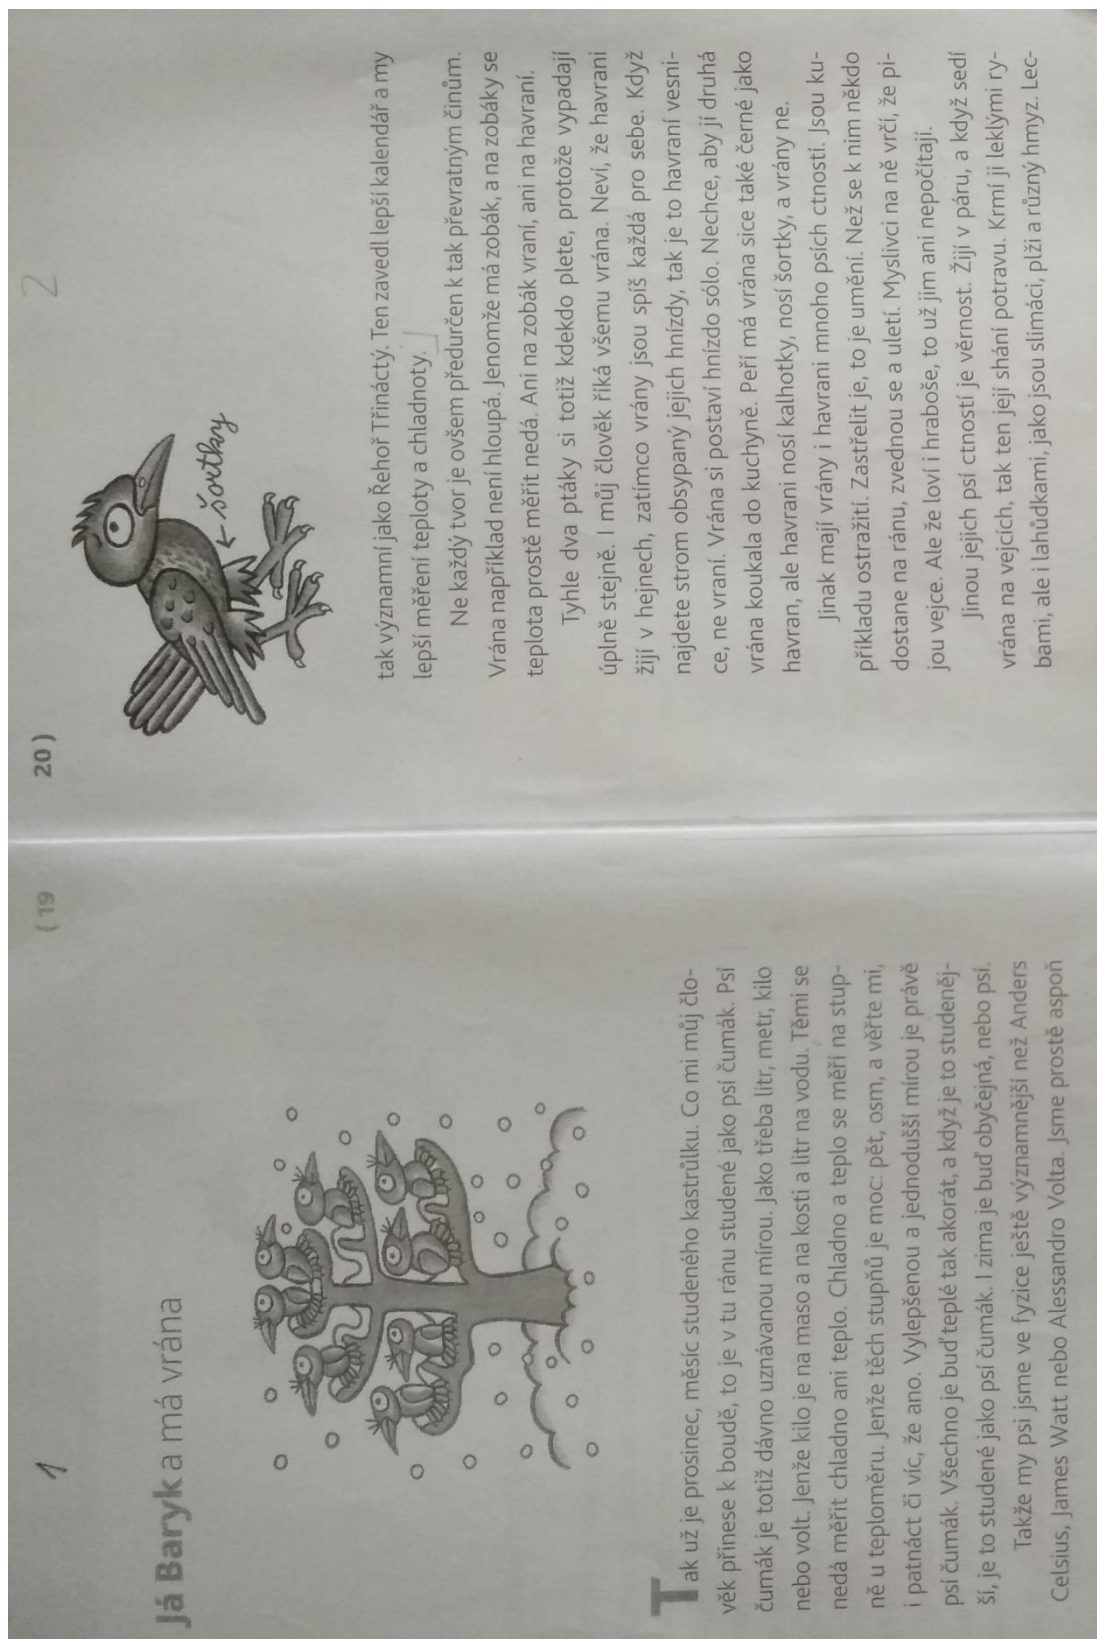 1
(19
Já Baryk a má vrána
Tak už je prosinec, měsíc studeného kastrůlku. Co mi můj člo-
věk přinese k boudě, to je v tu ránu studené jako psí čumák. Psí
čumák je totiž dávno uznávanou mírou. Jako třeba litr, metr, kilo
nebo volt. Jenže kilo je na maso a na kosti a litr na vodu. Těmi se
nedá měřit chladno ani teplo. Chladno a teplo se měří na stup-
ně u teploměru. Jenže těch stupňů je moc: pět, osm, a věřte mi,
i patnáct či víc, že ano. Vylepšenou a jednodušší mírou je právě
psí čumák. Všechno je buď teplé tak akorát, a když je to studeněj-
ší, je to studené jako psí čumák. I zima je buď obyčejná, nebo psí.
Takže my psi jsme ve fyzice ještě významnější než Anders
Celsius, James Watt nebo Alessandro Volta. Jsme prostě aspoň
20)
2
← šortky
tak významní jako Řehoř Třináctý. Ten zavedl lepší kalendář a my
lepší měření teploty a chladnoty.
Ne každý tvor je ovšem předurčen k tak převratným činům.
Vrána například není hloupá. Jenomže má zobák, a na zobáky se
teplota prostě měřit nedá. Ani na zobák vraní, ani na havraní.
Tyhle dva ptáky si totiž kdekdo plete, protože vypadají
úplně stejně. I můj člověk říká všemu vrána. Neví, že havrani
žijí v hejnech, zatímco vrány jsou spíš každá pro sebe. Když
najdete strom obsypaný jejich hnízdy, tak je to havraní vesni-
ce, ne vraní. Vrána si postaví hnízdo sólo. Nechce, aby jí druhá
vrána koukala do kuchyně. Peří má vrána sice také černé jako
havran, ale havrani nosí kalhotky, nosí šortky, a vrány ne.
Jinak mají vrány i havrani mnoho psích ctností. Jsou ku-
příkladu ostražití. Zastřelit je, to je umění. Než se k nim někdo
dostane na ránu, zvednou se a uletí. Myslivci na ně vrčí, že pi-
jou vejce. Ale že loví i hraboše, to už jim ani nepočítají.
Jinou jejich psí ctností je věrnost. Žijí v páru, a když sedí
vrána na vejcích, tak ten její shání potravu. Krmí ji leklými ry-
bami, ale i lahůdkami, jako jsou slimáci, plži a různý hmyz. Lec-